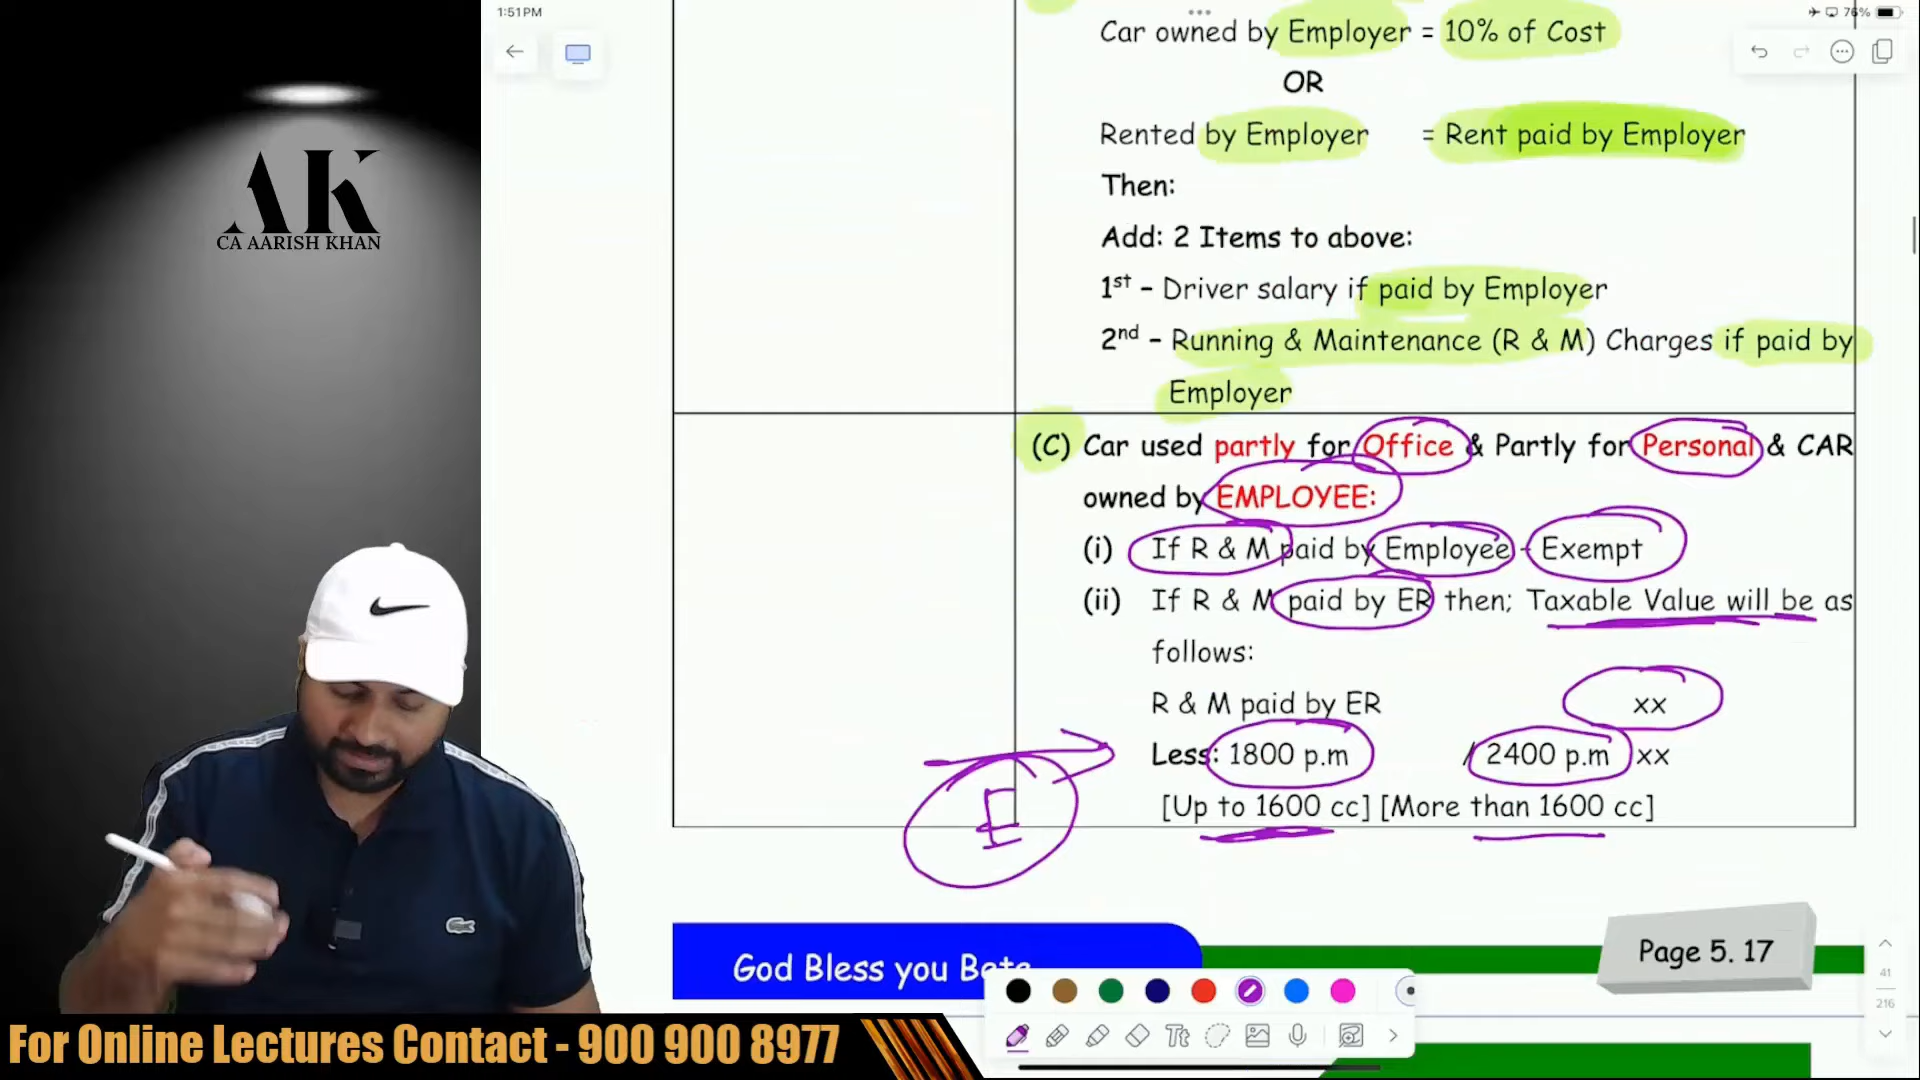 1:51 PM
76%
Car owned by Employer = 10% of Cost
OR
Rented by Employer = Rent paid by Employer
Then:
Add: 2 Items to above:
1st – Driver salary if paid by Employer
2nd – Running & Maintenance (R & M) Charges if paid by
Employer
(C) Car used partly for Office & Partly for Personal & CAR
owned by EMPLOYEE:
(i) If R & M paid by Employee - Exempt
(ii) If R & M paid by ER then; Taxable Value will be as
follows:
R & M paid by ER xx
Less: 1800 p.m / 2400 p.m xx
[Up to 1600 cc] [More than 1600 cc]
E
AK
CA AARISH KHAN
God Bless you
Page 5. 17
41
216
Tt
For Online Lectures Contact - 900 900 8977